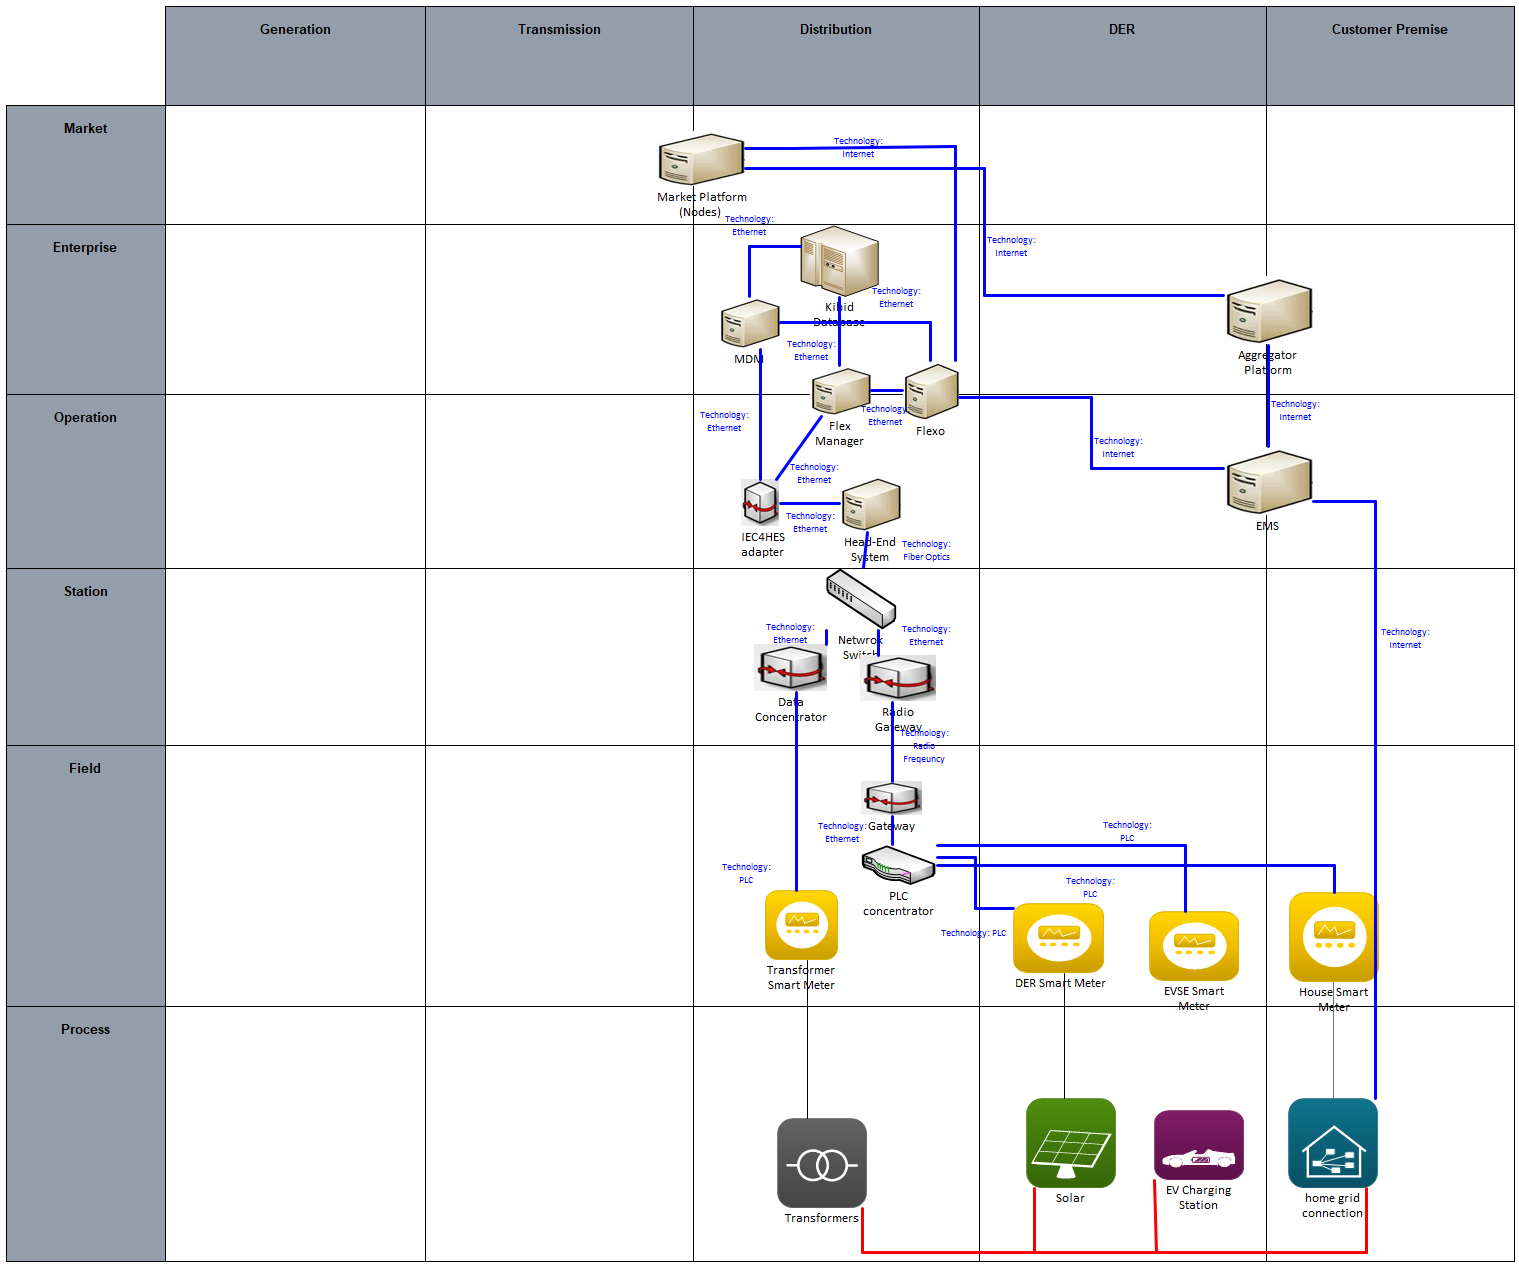 Generation
Transmission
Distribution
DER
Customer Premise
Market
Technology:
Internet
Market Platform
(Nodes)
Technology:
Ethernet
Enterprise
Technology:
Internet
Technology:
Ethernet
Kibid
Database
MDM
Technology:
Ethernet
Aggregator
Platform
Operation
Technology:
Ethernet
Technology:
Ethernet
Technology:
Internet
Flex
Manager
Flexo
Technology:
Internet
Technology:
Ethernet
Technology:
Ethernet
IEC4HES
adapter
Head-End
System
Technology:
Fiber Optics
EMS
Station
Technology:
Ethernet
Netwrok
Switch
Technology:
Ethernet
Technology:
Internet
Data
Concentrator
Radio
Gateway
Technology:
Radio
Freqeuncy
Field
Technology:
Ethernet
Gateway
Technology:
PLC
Technology:
PLC
Technology:
PLC
PLC
concentrator
Technology: PLC
Transformer
Smart Meter
DER Smart Meter
EVSE Smart
Meter
House Smart
Meter
Process
Transformers
Solar
EV Charging
Station
home grid
connection